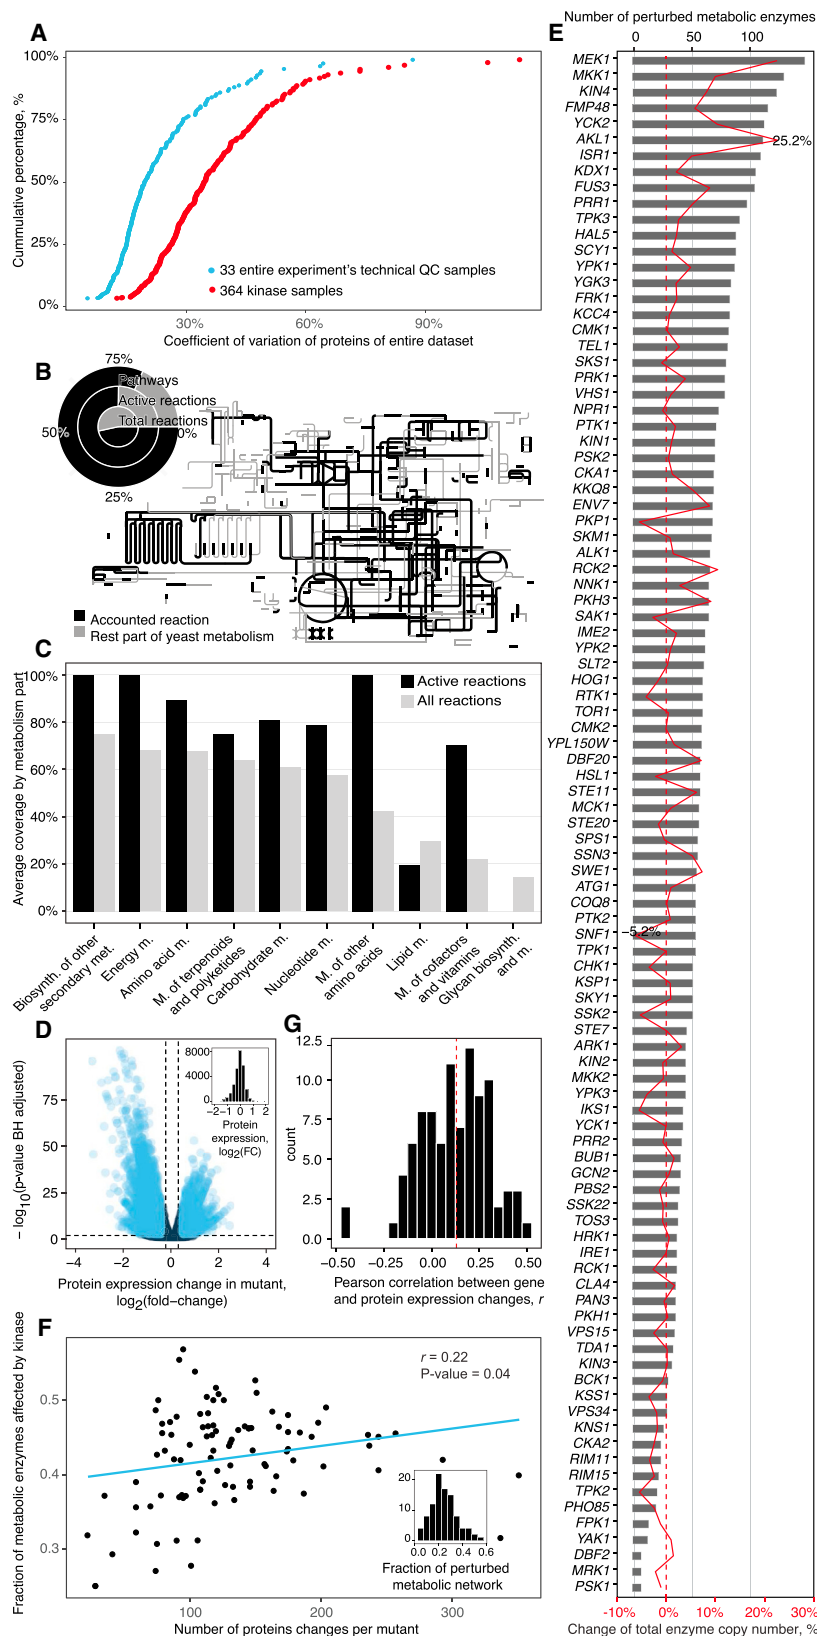 A
100%
75%
50%
25%
0%
Cummulative percentage, %
33 entire experiment's technical QC samples
364 kinase samples
30%
60%
90%
Coefficient of variation of proteins of entire dataset
B
75%
Pathways
Active reactions
Total reactions
50%
0%
25%
Accounted reaction
Rest part of yeast metabolism
C
Average coverage by metabolism part
100%
80%
60%
40%
20%
0%
Active reactions
All reactions
Biosynth. of other
secondary met.
Energy m.
Amino acid m.
M. of terpenoids
and polyketides
Carbohydrate m.
Nucleotide m.
M. of other
amino acids
Lipid m.
M. of cofactors
and vitamins
Glycan biosynth.
and m.
D
− log10(p-value BH adjusted)
75
50
25
0
−4
−2
0
2
4
Protein expression change in mutant,
log2(fold−change)
8000
4000
0
−2
−1
0
1
2
Protein
expression,
log2(FC)
G
count
12.5
10.0
7.5
5.0
2.5
0.0
−0.50
−0.25
0.00
0.25
0.50
Pearson correlation between gene
and protein expression changes, r
F
Fraction of metabolic enzymes affected by kinase
0.5
0.4
0.3
r = 0.22
P-value = 0.04
100
200
300
Number of proteins changes per mutant
20
10
0
0.0
0.2
0.4
0.6
Fraction of perturbed
metabolic network
E
Number of perturbed metabolic enzymes
0
50
100
MEK1
MKK1
KIN4
FMP48
YCK2
AKL1
25.2%
ISR1
KDX1
FUS3
PRR1
TPK3
HAL5
SCY1
YPK1
YGK3
FRK1
KCC4
CMK1
TEL1
SKS1
PRK1
VHS1
NPR1
PTK1
KIN1
PSK2
CKA1
KKQ8
ENV7
PKP1
SKM1
ALK1
RCK2
NNK1
PKH3
SAK1
IME2
YPK2
SLT2
HOG1
RTK1
TOR1
CMK2
YPL150W
DBF20
HSL1
STE11
MCK1
STE20
SPS1
SSN3
SWE1
ATG1
COQ8
PTK2
SNF1
−5.2%
TPK1
CHK1
KSP1
SKY1
SSK2
STE7
ARK1
KIN2
MKK2
YPK3
IKS1
YCK1
PRR2
BUB1
GCN2
PBS2
SSK22
TOS3
HRK1
IRE1
RCK1
CLA4
PAN3
PKH1
VPS15
TDA1
KIN3
BCK1
KSS1
VPS34
KNS1
CKA2
RIM11
RIM15
TPK2
PHO85
FPK1
YAK1
DBF2
MRK1
PSK1
-10%
0%
10%
20%
30%
Change of total enzyme copy number, %